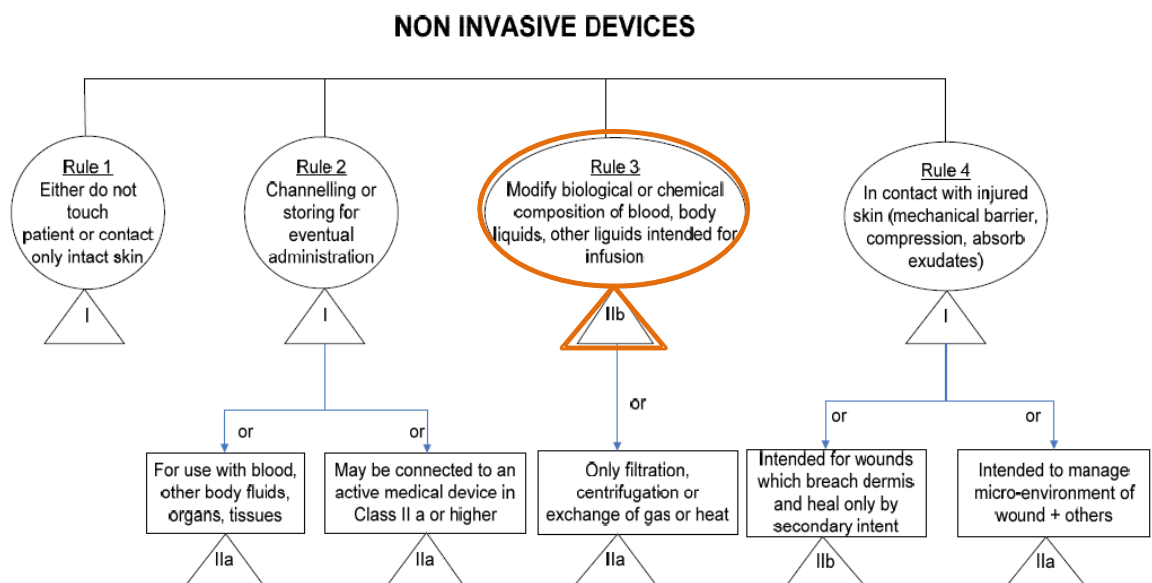 NON INVASIVE DEVICES
Rule 1
Either do not
touch
patient or contact
only intact skin
I
Rule 2
Channelling or
storing for
eventual
administration
I
Rule 3
Modify biological or chemical
composition of blood, body
liquids, other liguids intended for
infusion
IIb
Rule 4
In contact with injured
skin (mechanical barrier,
compression, absorb
exudates)
I
or
For use with blood,
other body fluids,
organs, tissues
IIa
or
May be connected to an
active medical device in
Class II a or higher
IIa
or
Only filtration,
centrifugation or
exchange of gas or heat
IIa
or
Intended for wounds
which breach dermis
and heal only by
secondary intent
IIb
or
Intended to manage
micro-environment of
wound + others
IIa